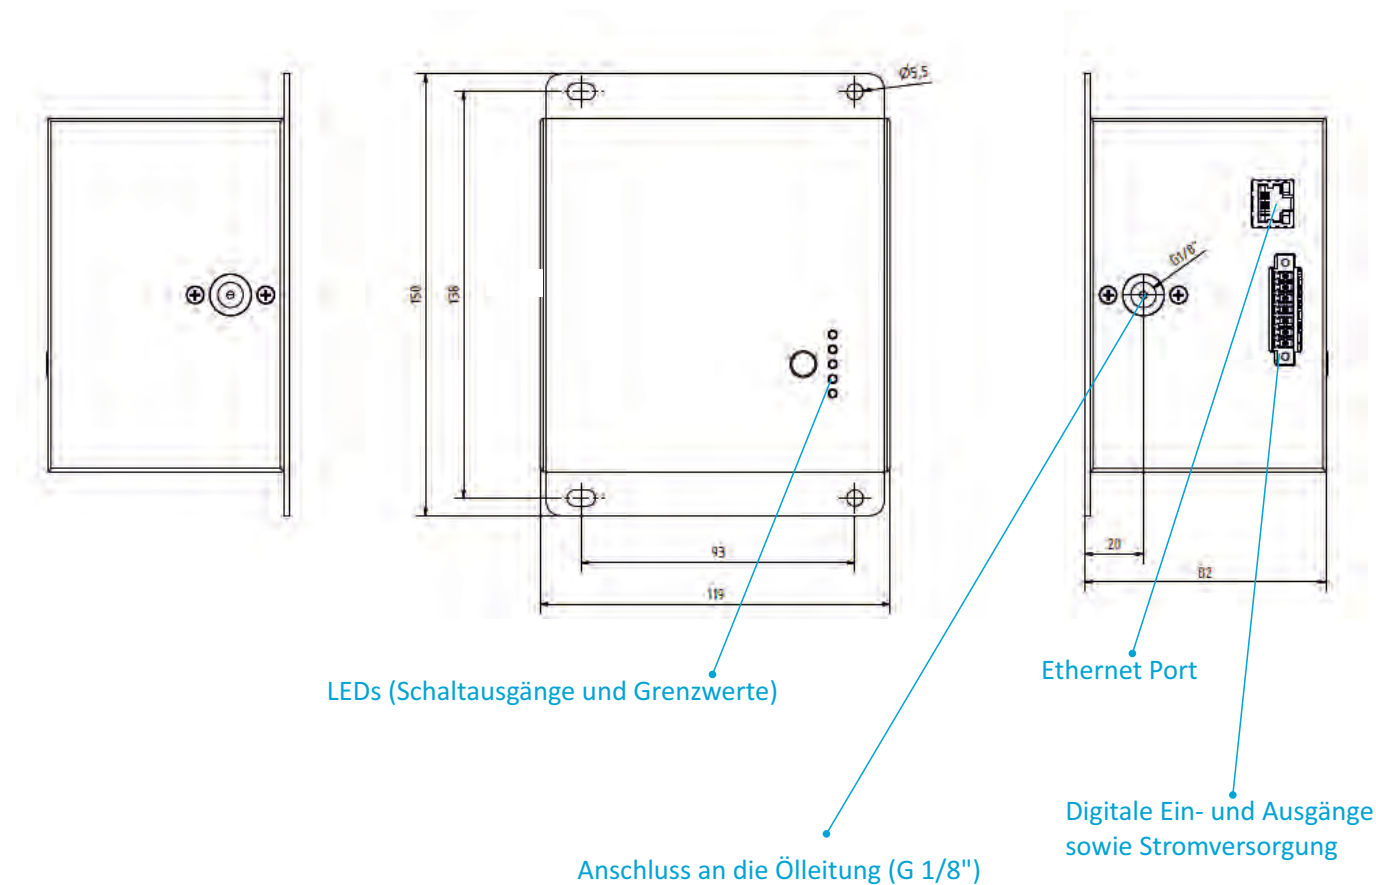 Ø5,5
150
138
G1/8"
93
119
20
82
LEDs (Schaltausgänge und Grenzwerte)
Ethernet Port
Digitale Ein- und Ausgänge
sowie Stromversorgung
Anschluss an die Ölleitung (G 1/8")